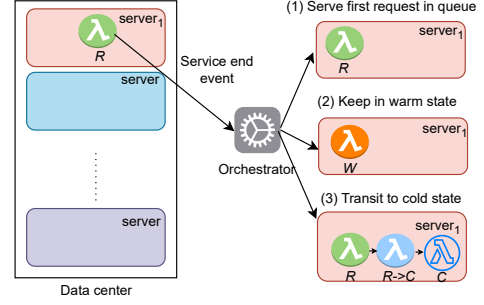 (1) Serve first request in queue
server1
R
Service end
event
server
Orchestrator
server1
R
(2) Keep in warm state
server1
W
(3) Transit to cold state
server1
R
R->C
C
server
Data center